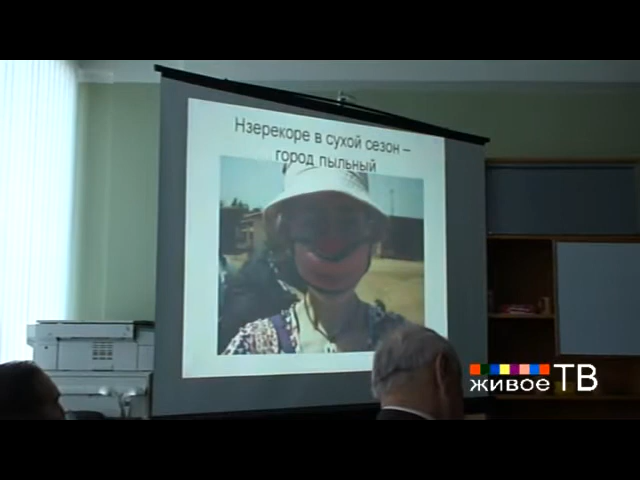 Нзерекоре в сухой сезон –
город пыльный
живоеТВ